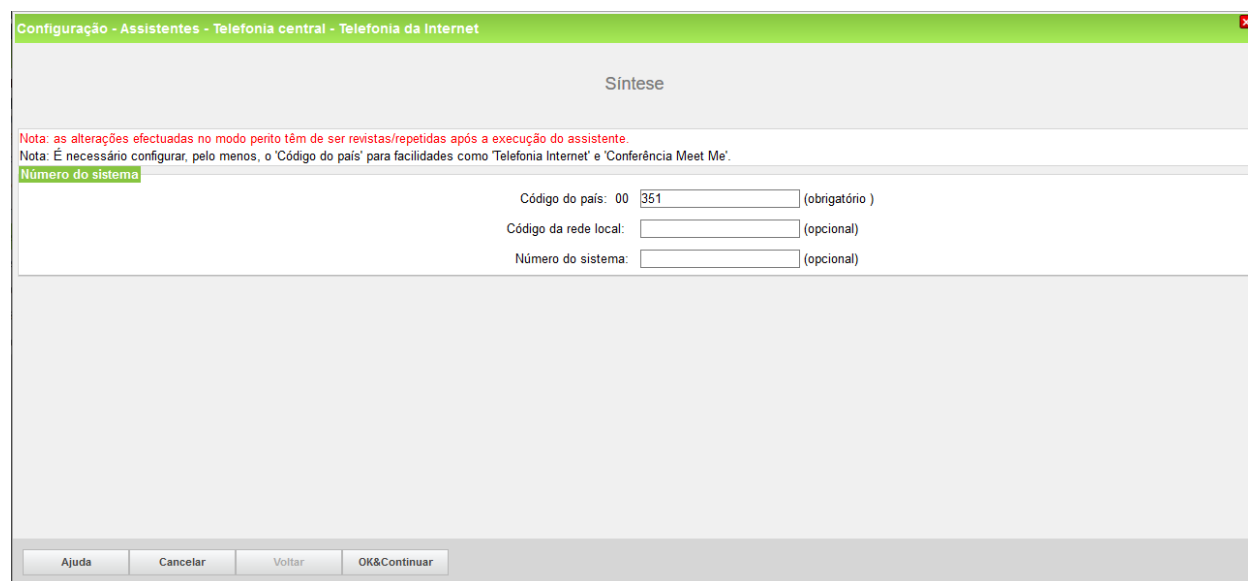 Configuração - Assistentes - Telefonia central - Telefonia da Internet
Síntese
Nota: as alterações efectuadas no modo perito têm de ser revistas/repetidas após a execução do assistente.
Nota: É necessário configurar, pelo menos, o 'Código do país' para facilidades como 'Telefonia Internet' e 'Conferência Meet Me'.
Número do sistema
Código do país: 00 351 (obrigatório )
Código da rede local: (opcional)
Número do sistema: (opcional)
Ajuda Cancelar Voltar OK&Continuar